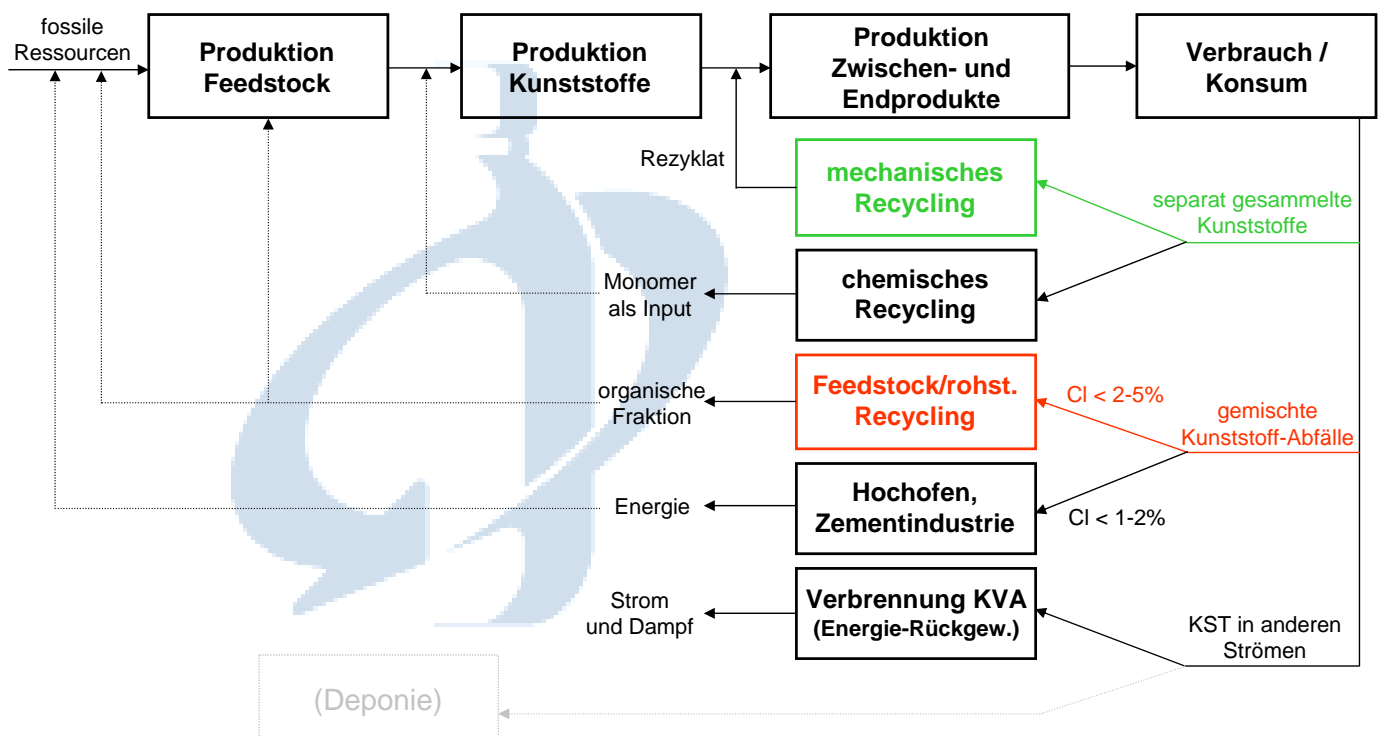 fossile
Ressourcen
Produktion
Feedstock
Produktion
Kunststoffe
Produktion
Zwischen- und
Endprodukte
Verbrauch /
Konsum
Rezyklat
mechanisches
Recycling
separat gesammelte
Kunststoffe
Monomer
als Input
chemisches
Recycling
organische
Fraktion
Feedstock/rohst.
Recycling
Cl < 2-5%
gemischte
Kunststoff-Abfälle
Energie
Hochofen,
Zementindustrie
Cl < 1-2%
Strom
und Dampf
Verbrennung KVA
(Energie-Rückgew.)
KST in anderen
Strömen
(Deponie)